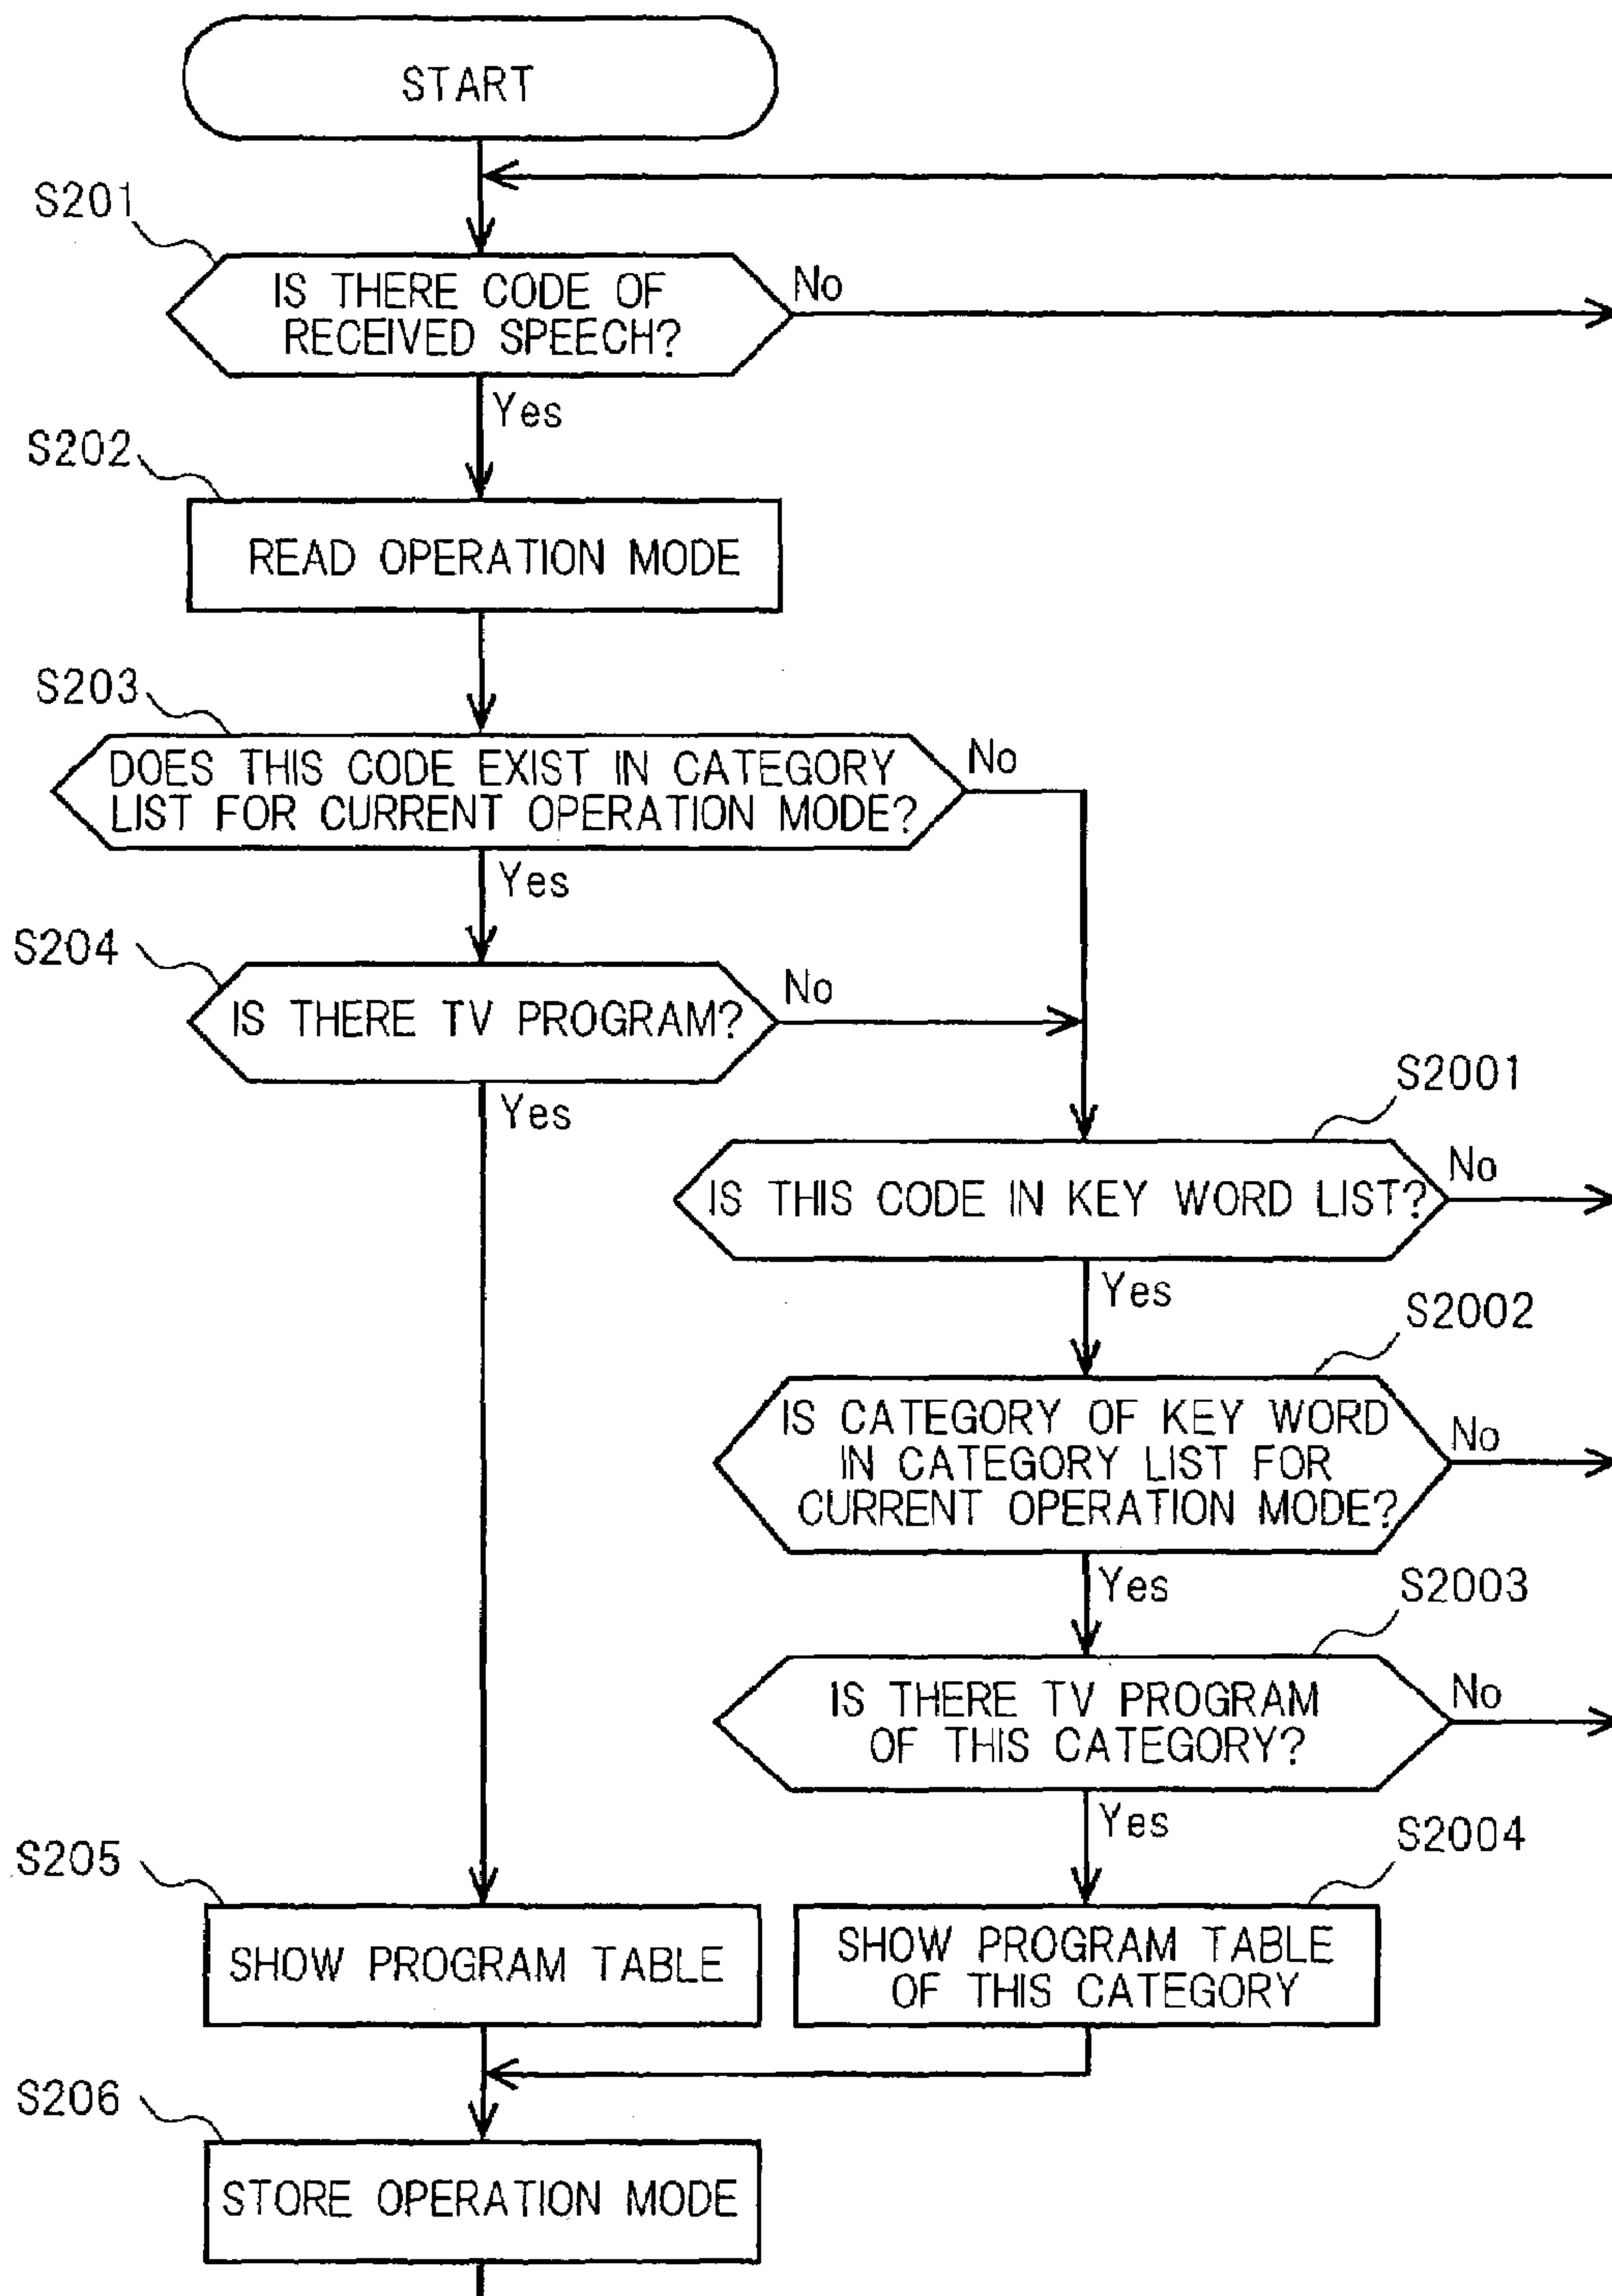 START
S201
IS THERE CODE OF
RECEIVED SPEECH?
No
Yes
S202
READ OPERATION MODE
S203
DOES THIS CODE EXIST IN CATEGORY
LIST FOR CURRENT OPERATION MODE?
No
Yes
S204
IS THERE TV PROGRAM?
No
Yes
S2001
IS THIS CODE IN KEY WORD LIST?
No
Yes
S2002
IS CATEGORY OF KEY WORD
IN CATEGORY LIST FOR
CURRENT OPERATION MODE?
No
Yes
S2003
IS THERE TV PROGRAM
OF THIS CATEGORY?
No
Yes
S205
SHOW PROGRAM TABLE
S2004
SHOW PROGRAM TABLE
OF THIS CATEGORY
S206
STORE OPERATION MODE